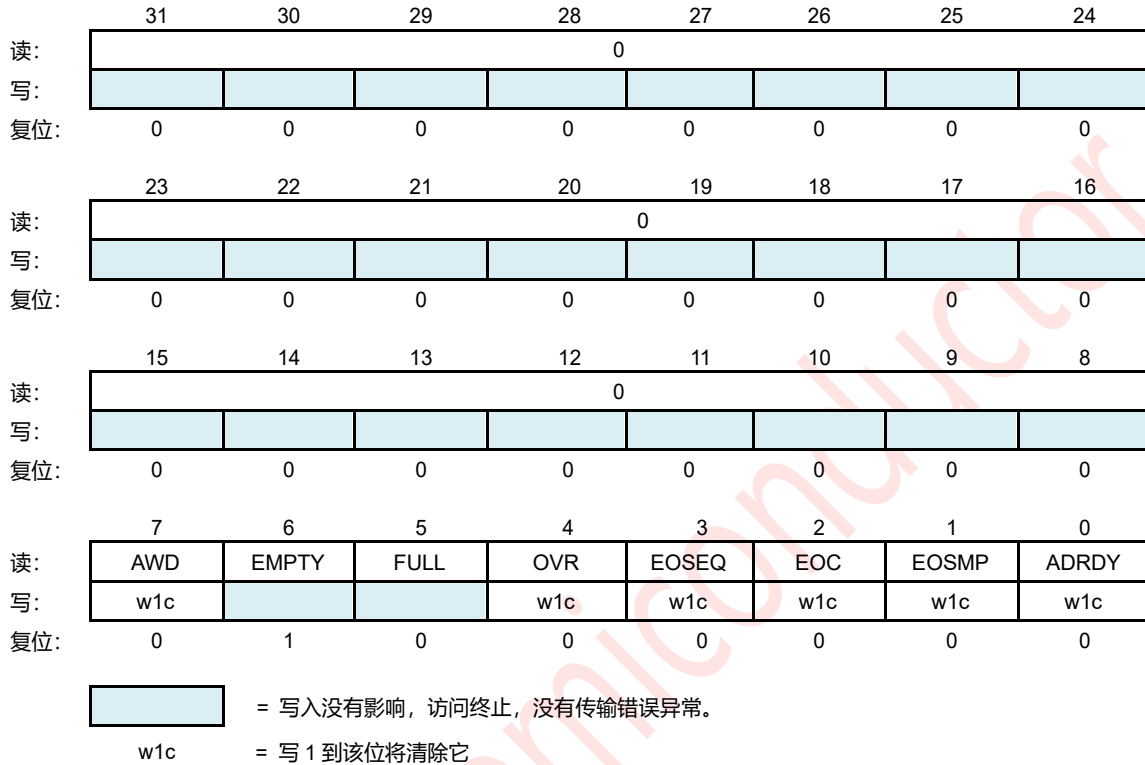 31 30 29 28 27 26 25 24
读: 0
写:
复位: 0 0 0 0 0 0 0 0
23 22 21 20 19 18 17 16
读: 0
写:
复位: 0 0 0 0 0 0 0 0
15 14 13 12 11 10 9 8
读: 0
写:
复位: 0 0 0 0 0 0 0 0
7 6 5 4 3 2 1 0
读: AWD EMPTY FULL OVR EOSEQ EOC EOSMP ADRDY
写: w1c w1c w1c w1c w1c w1c
复位: 0 1 0 0 0 0 0 0
= 写入没有影响，访问终止，没有传输错误异常。
w1c = 写 1 到该位将清除它
emiconductor